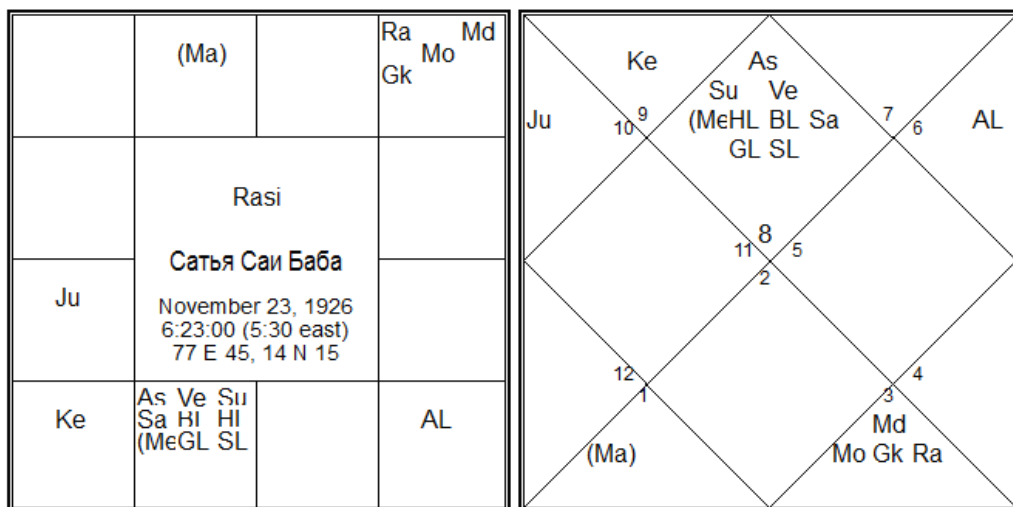 (Ma)
Ra Md
Mo
Gk
Rasi
Сатья Саи Баба
Ju
November 23, 1926
6:23:00 (5:30 east)
77 E 45, 14 N 15
Ke
As Ve Su
Sa BL HL
(MeGL SL
AL
Ke
As
Su Ve
(MeHL BL Sa
GL SL
Ju
10 9
7 6
AL
8
11 5
2
12
1
4
3
(Ma)
Md
Mo Gk Ra